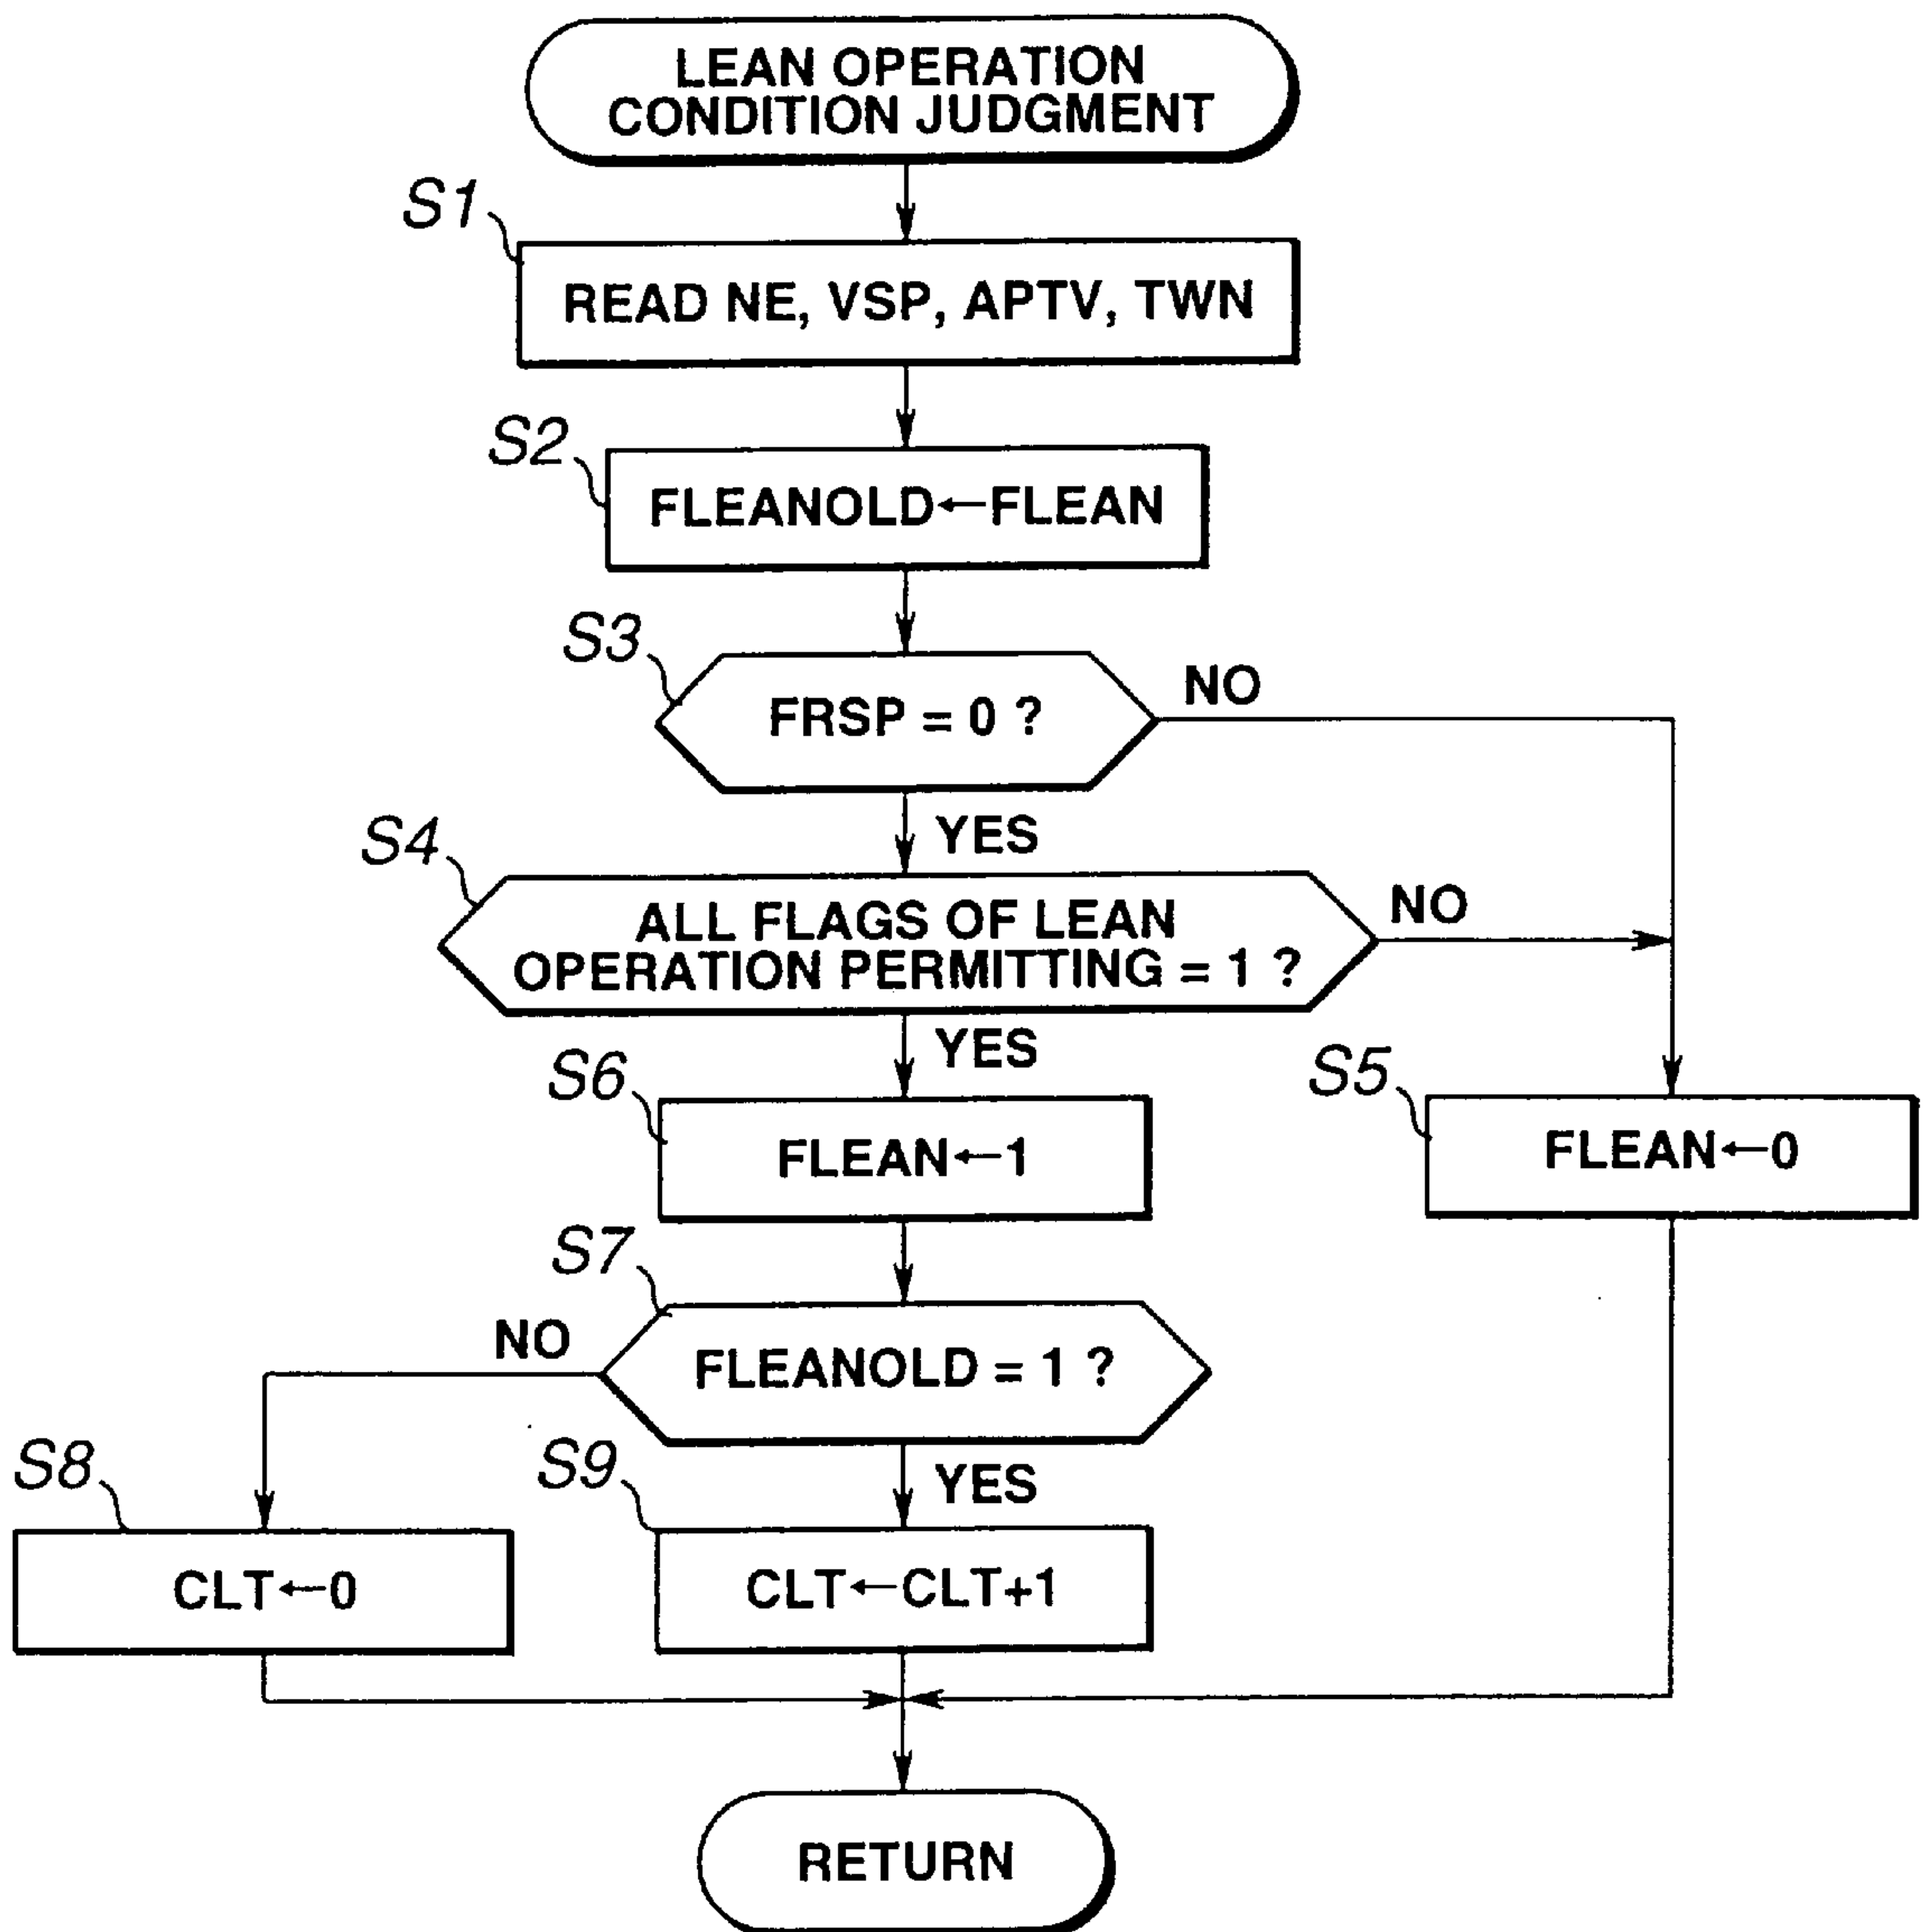 LEAN OPERATION
CONDITION JUDGMENT
S1
READ NE, VSP, APTV, TWN
S2
FLEANOLD←FLEAN
S3
FRSP = 0 ?
NO
YES
S4
ALL FLAGS OF LEAN
OPERATION PERMITTING = 1 ?
NO
YES
S6
FLEAN←1
S5
FLEAN←0
S7
FLEANOLD = 1 ?
NO
YES
S8
CLT←0
S9
CLT←CLT+1
RETURN